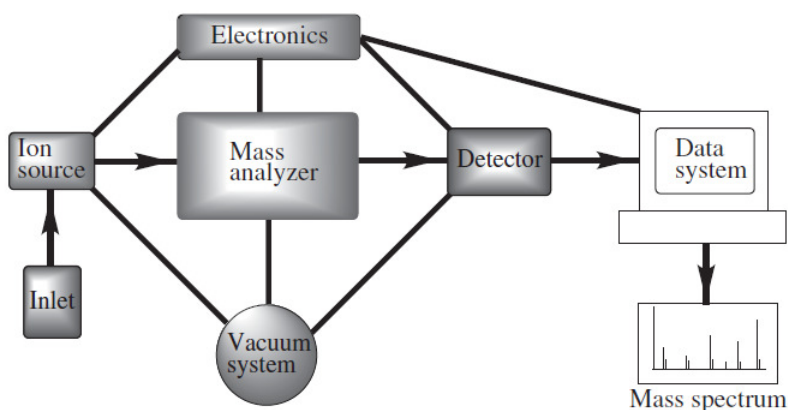 Electronics
Ion
source
Mass
analyzer
Detector
Data
system
Inlet
Vacuum
system
Mass spectrum